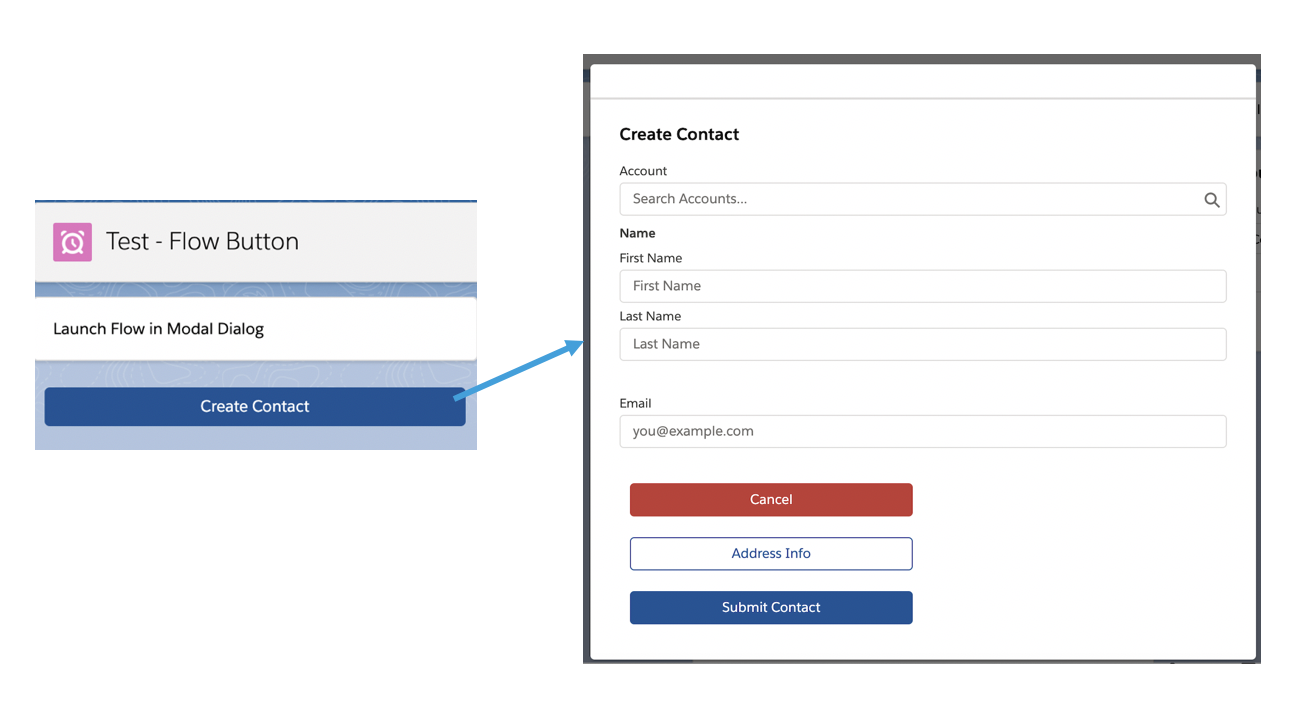 Test - Flow Button
Launch Flow in Modal Dialog
Create Contact
Create Contact
Account
Search Accounts...
Name
First Name
First Name
Last Name
Last Name
Email
you@example.com
Cancel
Address Info
Submit Contact